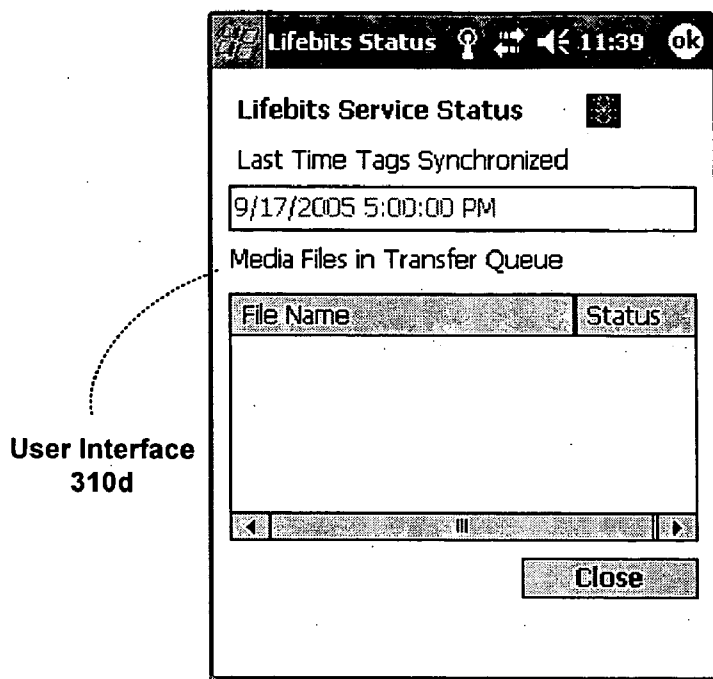 Lifebits Status 11:39 ok
Lifebits Service Status
Last Time Tags Synchronized
9/17/2005 5:00:00 PM
Media Files in Transfer Queue
File Name Status
User Interface
310d
Close